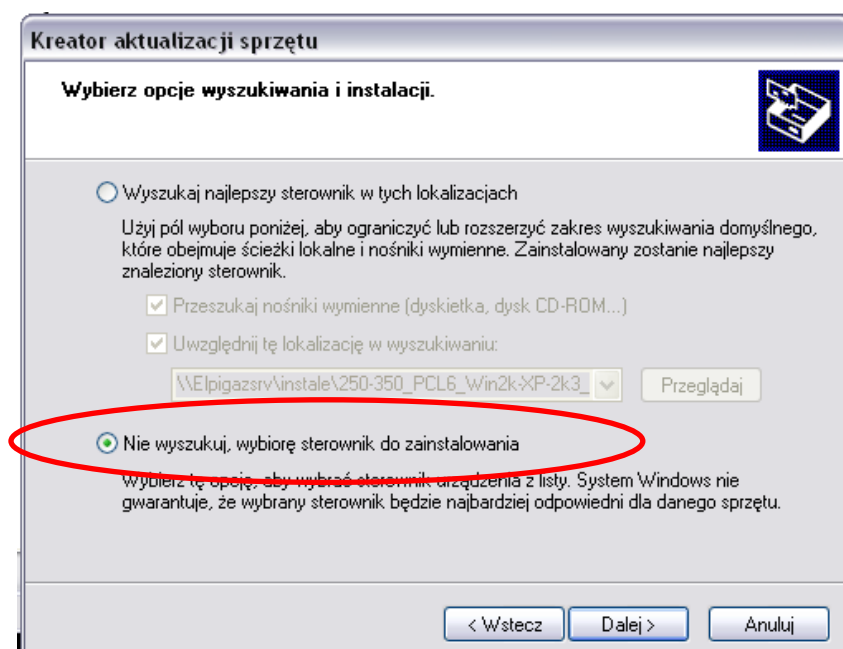 Kreator aktualizacji sprzętu
Wybierz opcje wyszukiwania i instalacji.
Wyszukaj najlepszy sterownik w tych lokalizacjach
Użyj pól wyboru poniżej, aby ograniczyć lub rozszerzyć zakres wyszukiwania domyślnego,
które obejmuje ścieżki lokalne i nośniki wymienne. Zainstalowany zostanie najlepszy
znaleziony sterownik.
Przeszukaj nośniki wymienne (dyskietka, dysk CD-ROM...)
Uwzględnij tę lokalizację w wyszukiwaniu:
\\Elpigazsrv\instale\250-350_PCL6_Win2k-XP-2k3_
Przeglądaj
Nie wyszukuj, wybiorę sterownik do zainstalowania
Wybierz tę opcję, aby wybrać sterownik urządzenia z listy. System Windows nie
gwarantuje, że wybrany sterownik będzie najbardziej odpowiedni dla danego sprzętu.
< Wstecz Dalej > Anuluj